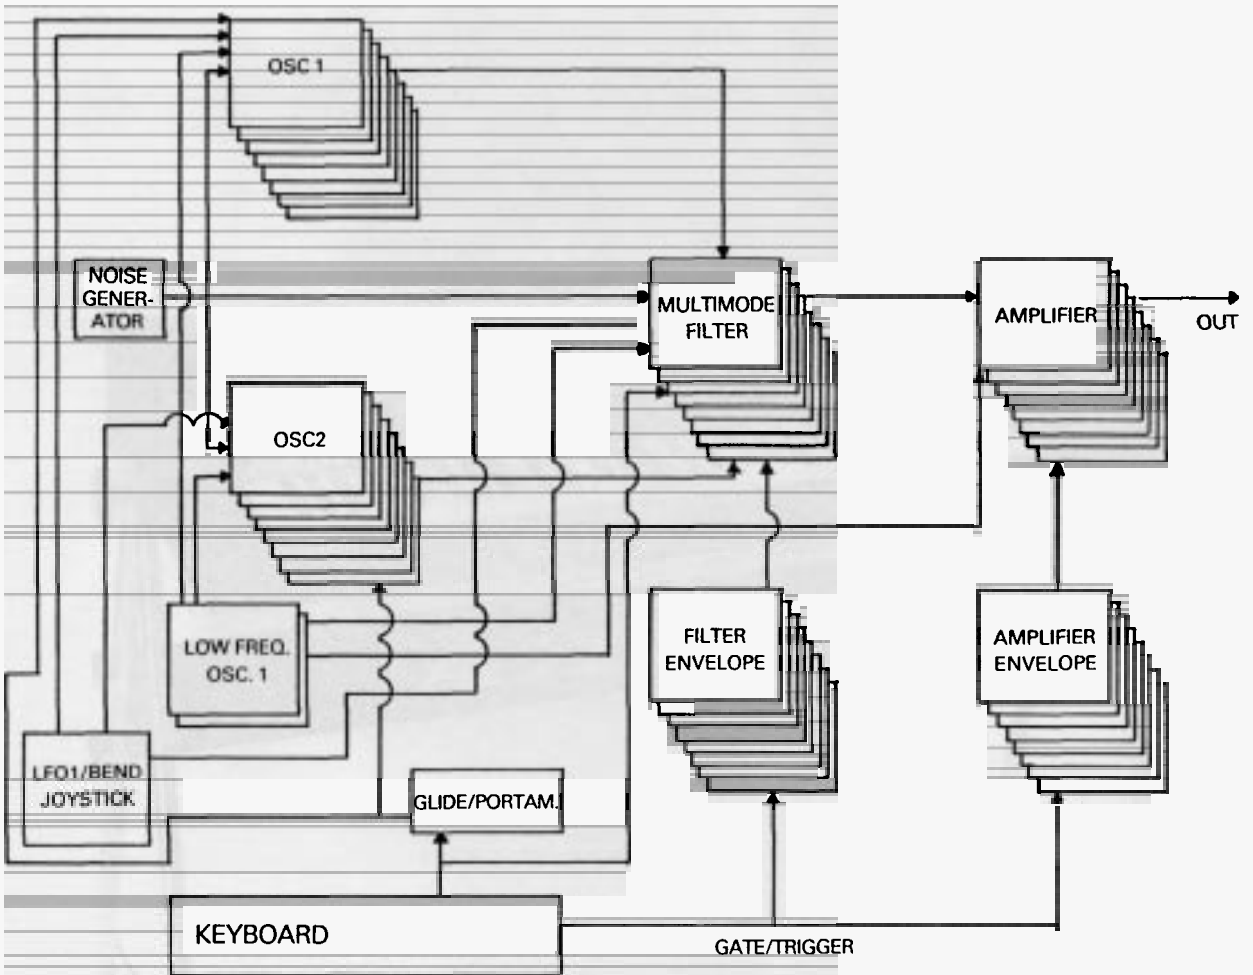 OSC 1
NOISE
GENER-
ATOR
MULTIMODE
FILTER
AMPLIFIER
OUT
OSC2
LOW FREQ.
OSC. 1
FILTER
ENVELOPE
AMPLIFIER
ENVELOPE
LFO1/BEND
JOYSTICK
GLIDE/PORTAM.
KEYBOARD
GATE/TRIGGER